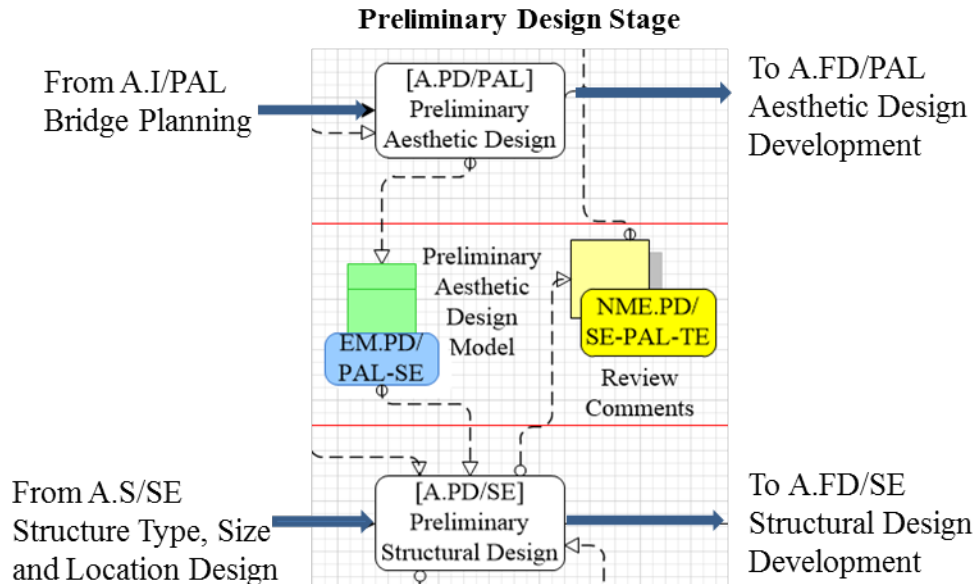 Preliminary Design Stage
From A.I/PAL
Bridge Planning
[A.PD/PAL]
Preliminary
Aesthetic Design
To A.FD/PAL
Aesthetic Design
Development
Preliminary
Aesthetic
Design
Model
EM.PD/
PAL-SE
NME.PD/
SE-PAL-TE
Review
Comments
From A.S/SE
Structure Type, Size
and Location Design
[A.PD/SE]
Preliminary
Structural Design
To A.FD/SE
Structural Design
Development